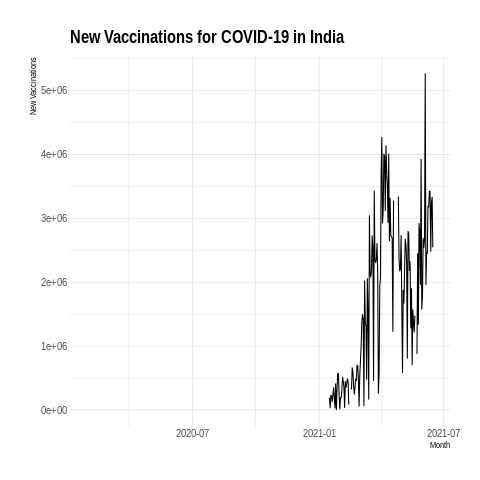 New Vaccinations for COVID-19 in India
New Vaccinations
5e+06
4e+06
3e+06
2e+06
1e+06
0e+00
2020-07
2021-01
2021-07
Month